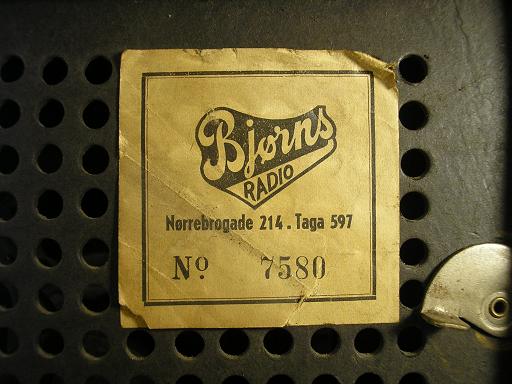 Bjørns
RADIO
Nørrebrogade 214. Taga 597
Nº 7580